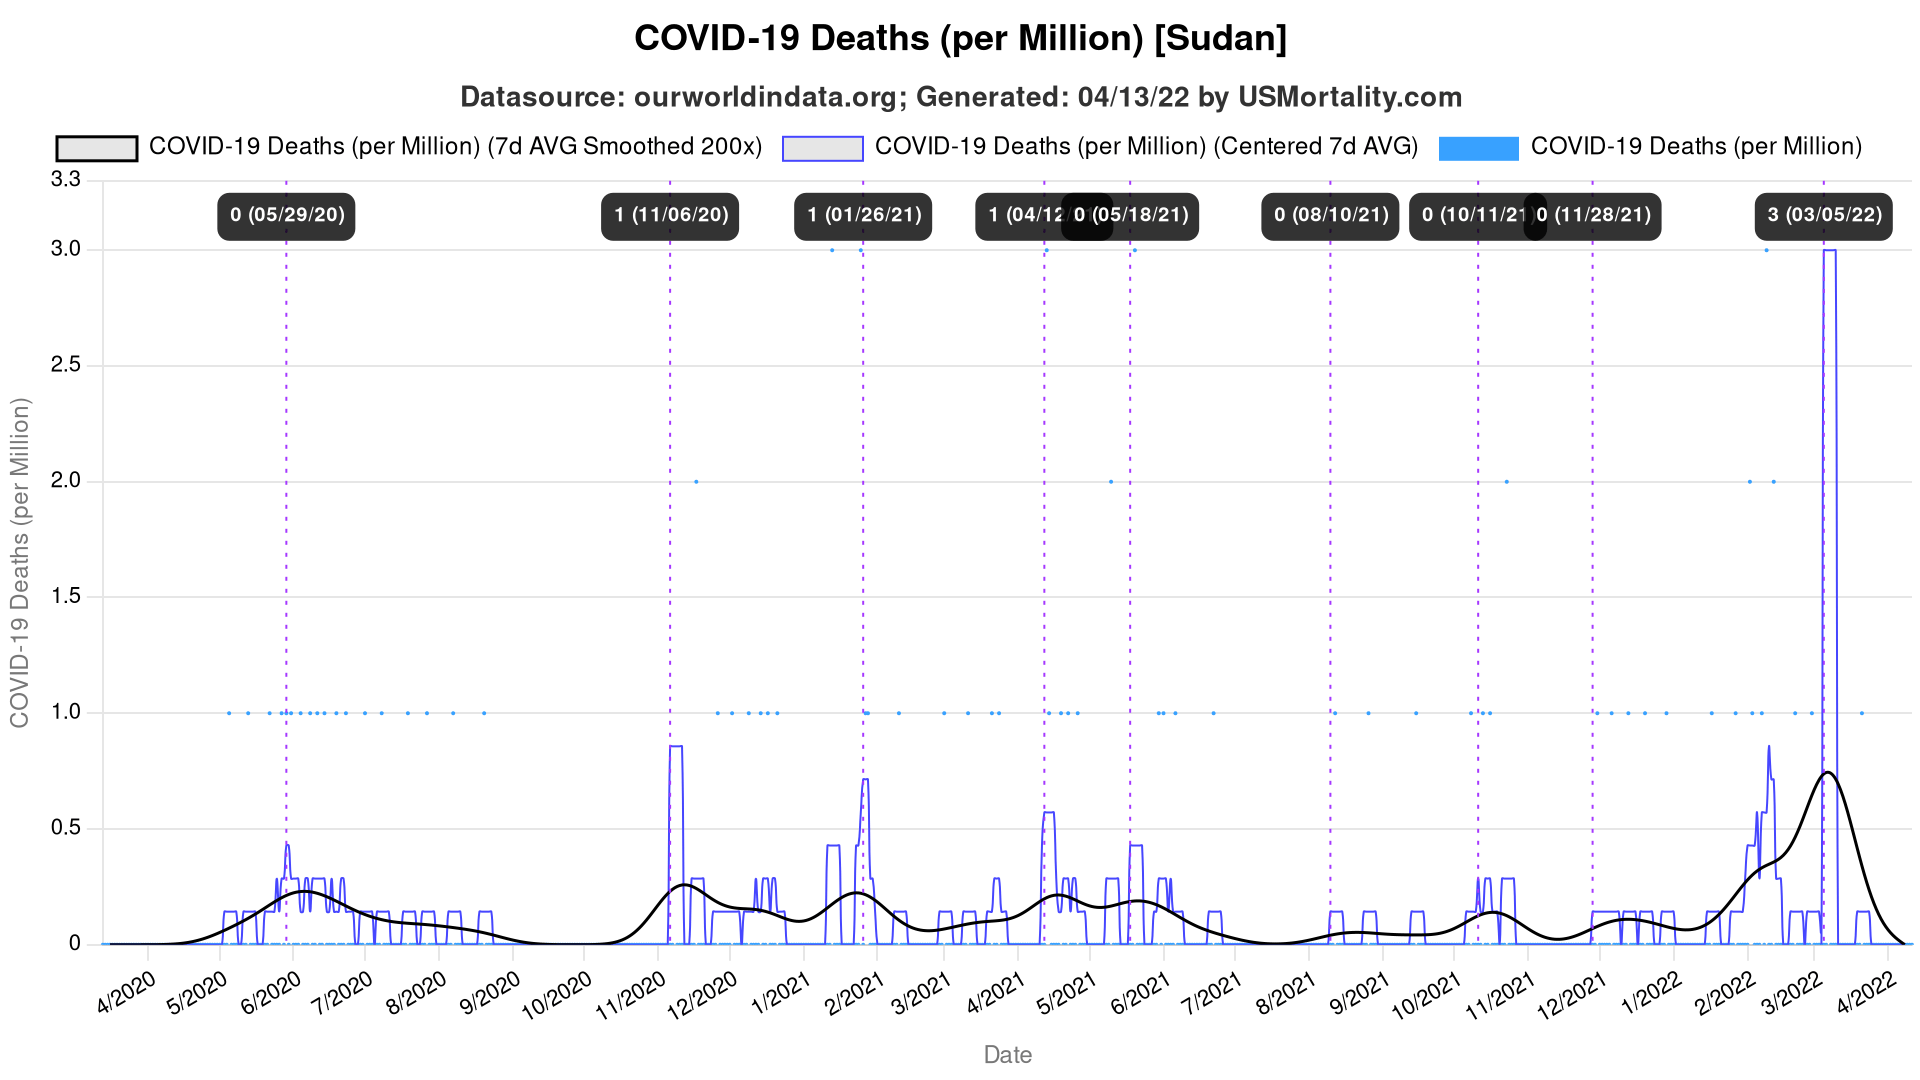 COVID-19 Deaths (per Million) [Sudan]
Datasource: ourworldindata.org; Generated: 04/13/22 by USMortality.com
COVID-19 Deaths (per Million) (7d AVG Smoothed 200x) COVID-19 Deaths (per Million) (Centered 7d AVG) COVID-19 Deaths (per Million)
3.3
0 (05/29/20) 1 (11/06/20) 1 (01/26/21) 1 (04/12 0 (05/18/21) 0 (08/10/21) 0 (10/11/21) 0 (11/28/21) 3 (03/05/22)
3.0
2.5
2.0
1.5
1.0
0.5
0
COVID-19 Deaths (per Million)
4/2020 5/2020 6/2020 7/2020 8/2020 9/2020 10/2020 11/2020 12/2020 1/2021 2/2021 3/2021 4/2021 5/2021 6/2021 7/2021 8/2021 9/2021 10/2021 11/2021 12/2021 1/2022 2/2022 3/2022 4/2022
Date